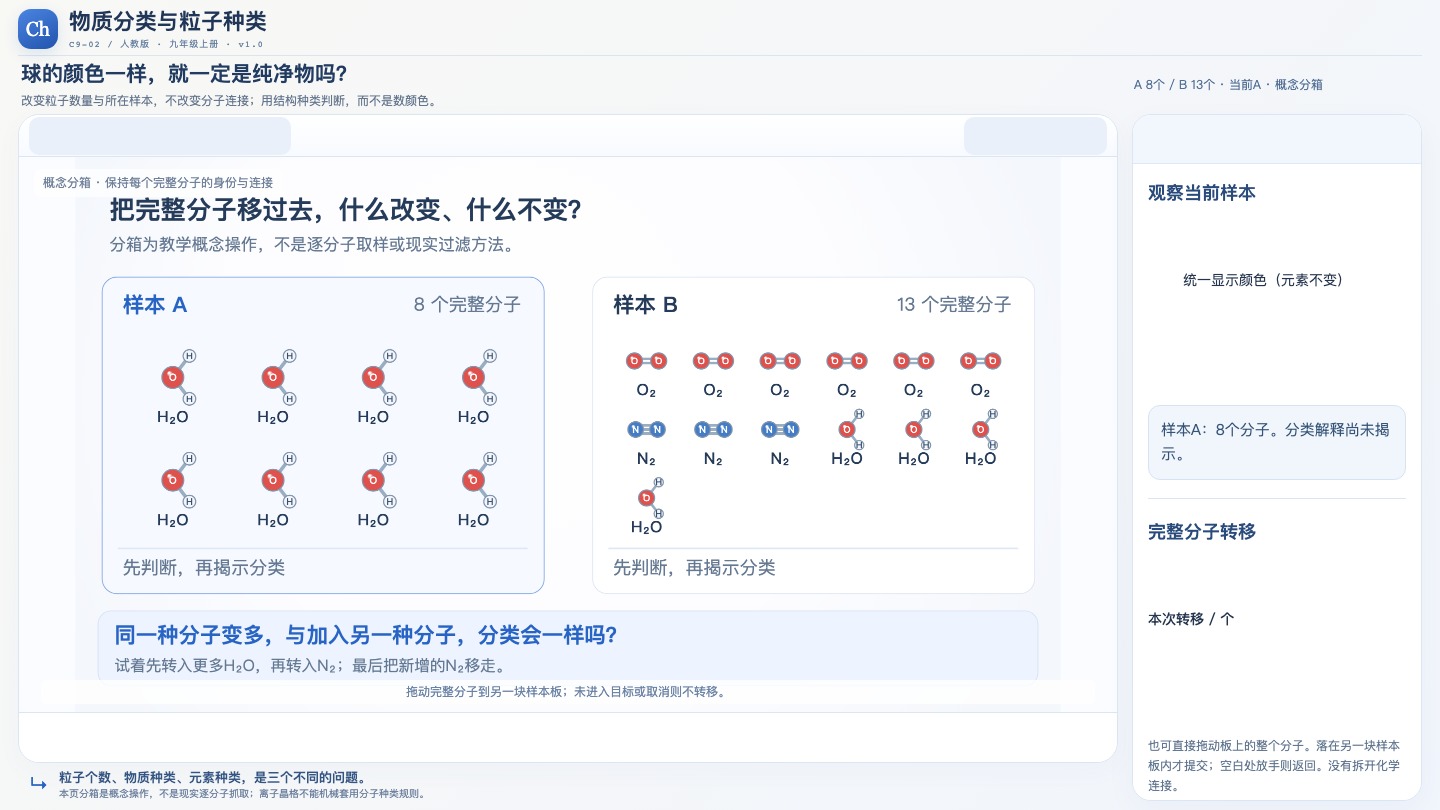 Ch
物质分类与粒子种类
C9-02 / 人教版 · 九年级上册 · v1.0
球的颜色一样，就一定是纯净物吗？
改变粒子数量与所在样本，不改变分子连接；用结构种类判断，而不是数颜色。
A 8个 / B 13个 · 当前A · 概念分箱
概念分箱 · 保持每个完整分子的身份与连接
把完整分子移过去，什么改变、什么不变？
分箱为教学概念操作，不是逐分子取样或现实过滤方法。
样本 A
8 个完整分子
H H H H
O O O O
H H H H
H₂O H₂O H₂O H₂O
H H H H
O O O O
H H H H
H₂O H₂O H₂O H₂O
先判断，再揭示分类
样本 B
13 个完整分子
O O O O O O O O O O O O
O₂ O₂ O₂ O₂ O₂ O₂
H H H
N N N N N N O O O
H H H
N₂ N₂ N₂ H₂O H₂O H₂O
H
O
H
H₂O
先判断，再揭示分类
同一种分子变多，与加入另一种分子，分类会一样吗？
试着先转入更多H₂O，再转入N₂；最后把新增的N₂移走。
拖动完整分子到另一块样本板；未进入目标或取消则不转移。
观察当前样本
统一显示颜色（元素不变）
样本A：8个分子。分类解释尚未揭
示。
完整分子转移
本次转移 / 个
也可直接拖动板上的整个分子。落在另一块样本
板内才提交；空白处放手则返回。没有拆开化学
连接。
粒子个数、物质种类、元素种类，是三个不同的问题。
本页分箱是概念操作，不是现实逐分子抓取；离子晶格不能机械套用分子种类规则。